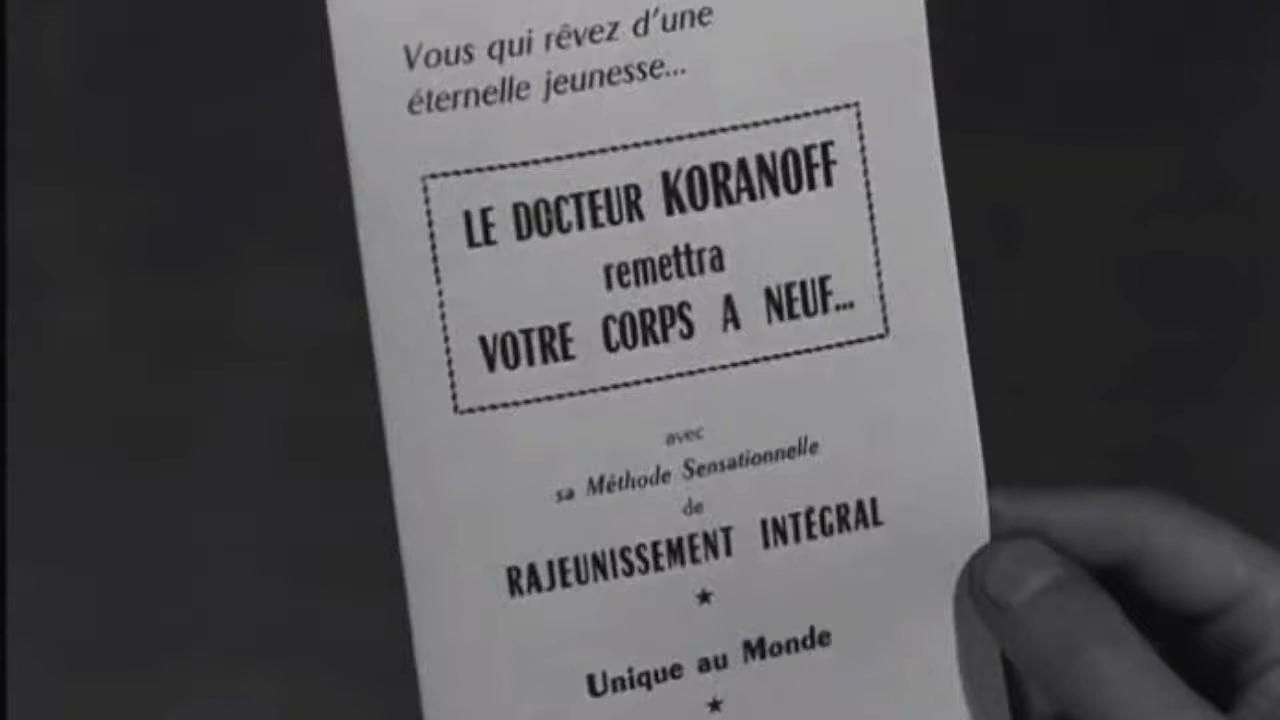 Vous qui rêvez d'une
éternelle jeunesse...
LE DOCTEUR KORANOFF
remettra
VOTRE CORPS A NEUF...
avec
sa Méthode Sensationnelle
de
RAJEUNISSEMENT INTÉGRAL
★
Unique au Monde
★